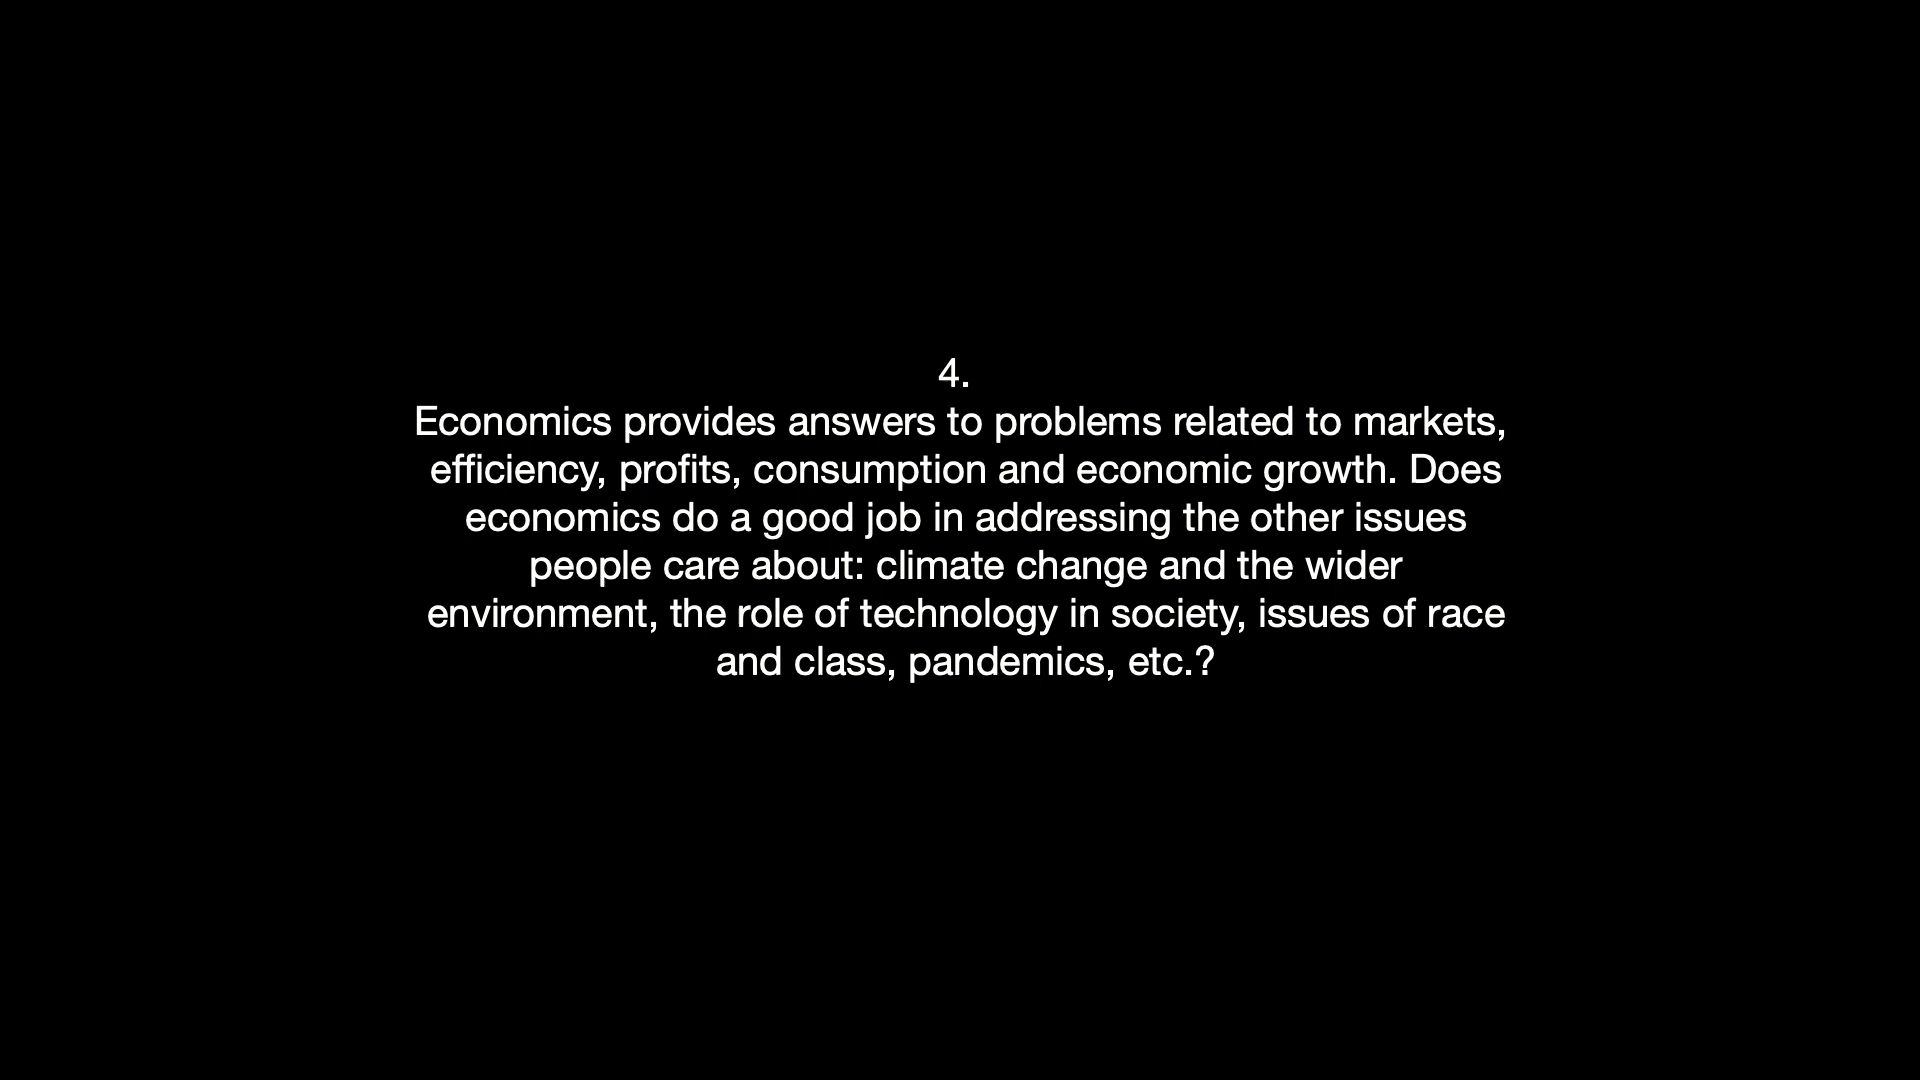 4.
Economics provides answers to problems related to markets,
efficiency, profits, consumption and economic growth. Does
economics do a good job in addressing the other issues
people care about: climate change and the wider
environment, the role of technology in society, issues of race
and class, pandemics, etc.?